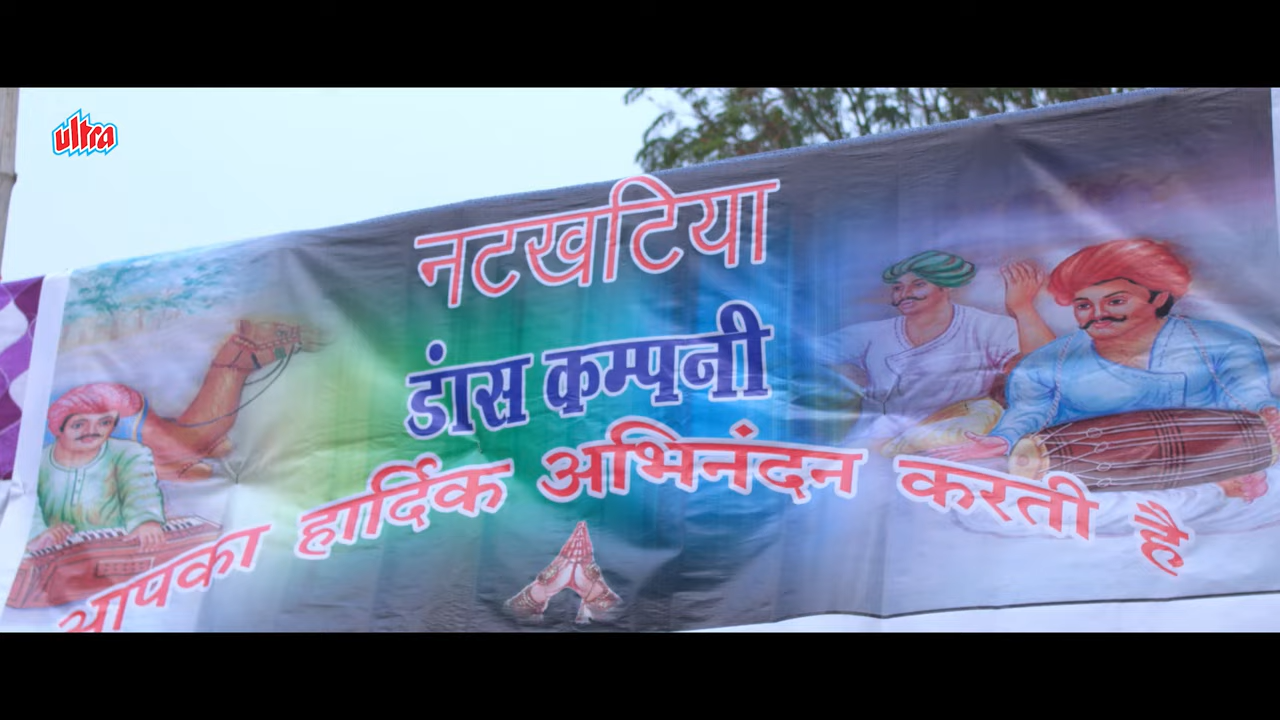 ultra
नटखटिया
डांस कम्पनी
आपका हार्दिक अभिनंदन करती है